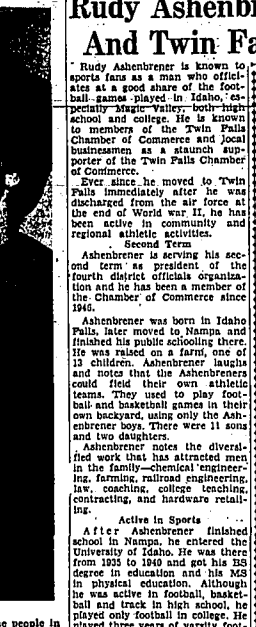 Rudy Ashenbr
And Twin Fa
Rudy Ashenbrener is known to
sports fans as a man who offici-
ates at a good share of the foot-
ball games played in Idaho, es-
pecially Magic Valley, both high
school and college. He is known
to members of the Twin Falls
Chamber of Commerce and local
businessmen as a staunch sup-
porter of the Twin Falls Chamber
of Commerce.
Ever since he moved to Twin
Falls immediately after he was
discharged from the air force at
the end of World war II, he has
been active in community and
regional athletic activities.
Second Term
Ashenbrener is serving his sec-
ond term as president of the
fourth district officials organiza-
tion and he has been a member of
the Chamber of Commerce since
1946.
Ashenbrener was born in Idaho
Falls, later moved to Nampa and
finished his public schooling there.
He was raised on a farm, one of
13 children. Ashenbrener laughs
and notes that the Ashenbreners
could field their own athletic
teams. They used to play foot-
ball and basketball games in their
own backyard, using only the Ash-
enbrener boys. There were 11 sons
and two daughters.
Ashenbrener notes the diversi-
fied work that has attracted men
in the family—chemical engineer-
ing, farming, railroad engineering,
law, coaching, college teaching,
contracting, and hardware retail-
ing.
Active in Sports
After Ashenbrener finished
school in Nampa, he entered the
University of Idaho. He was there
from 1935 to 1940 and got his BS
degree in education and his MS
in physical education. Although
he was active in football, basket-
ball and track in high school, he
played only football in college. He
played three years of varsity foot-
e people in